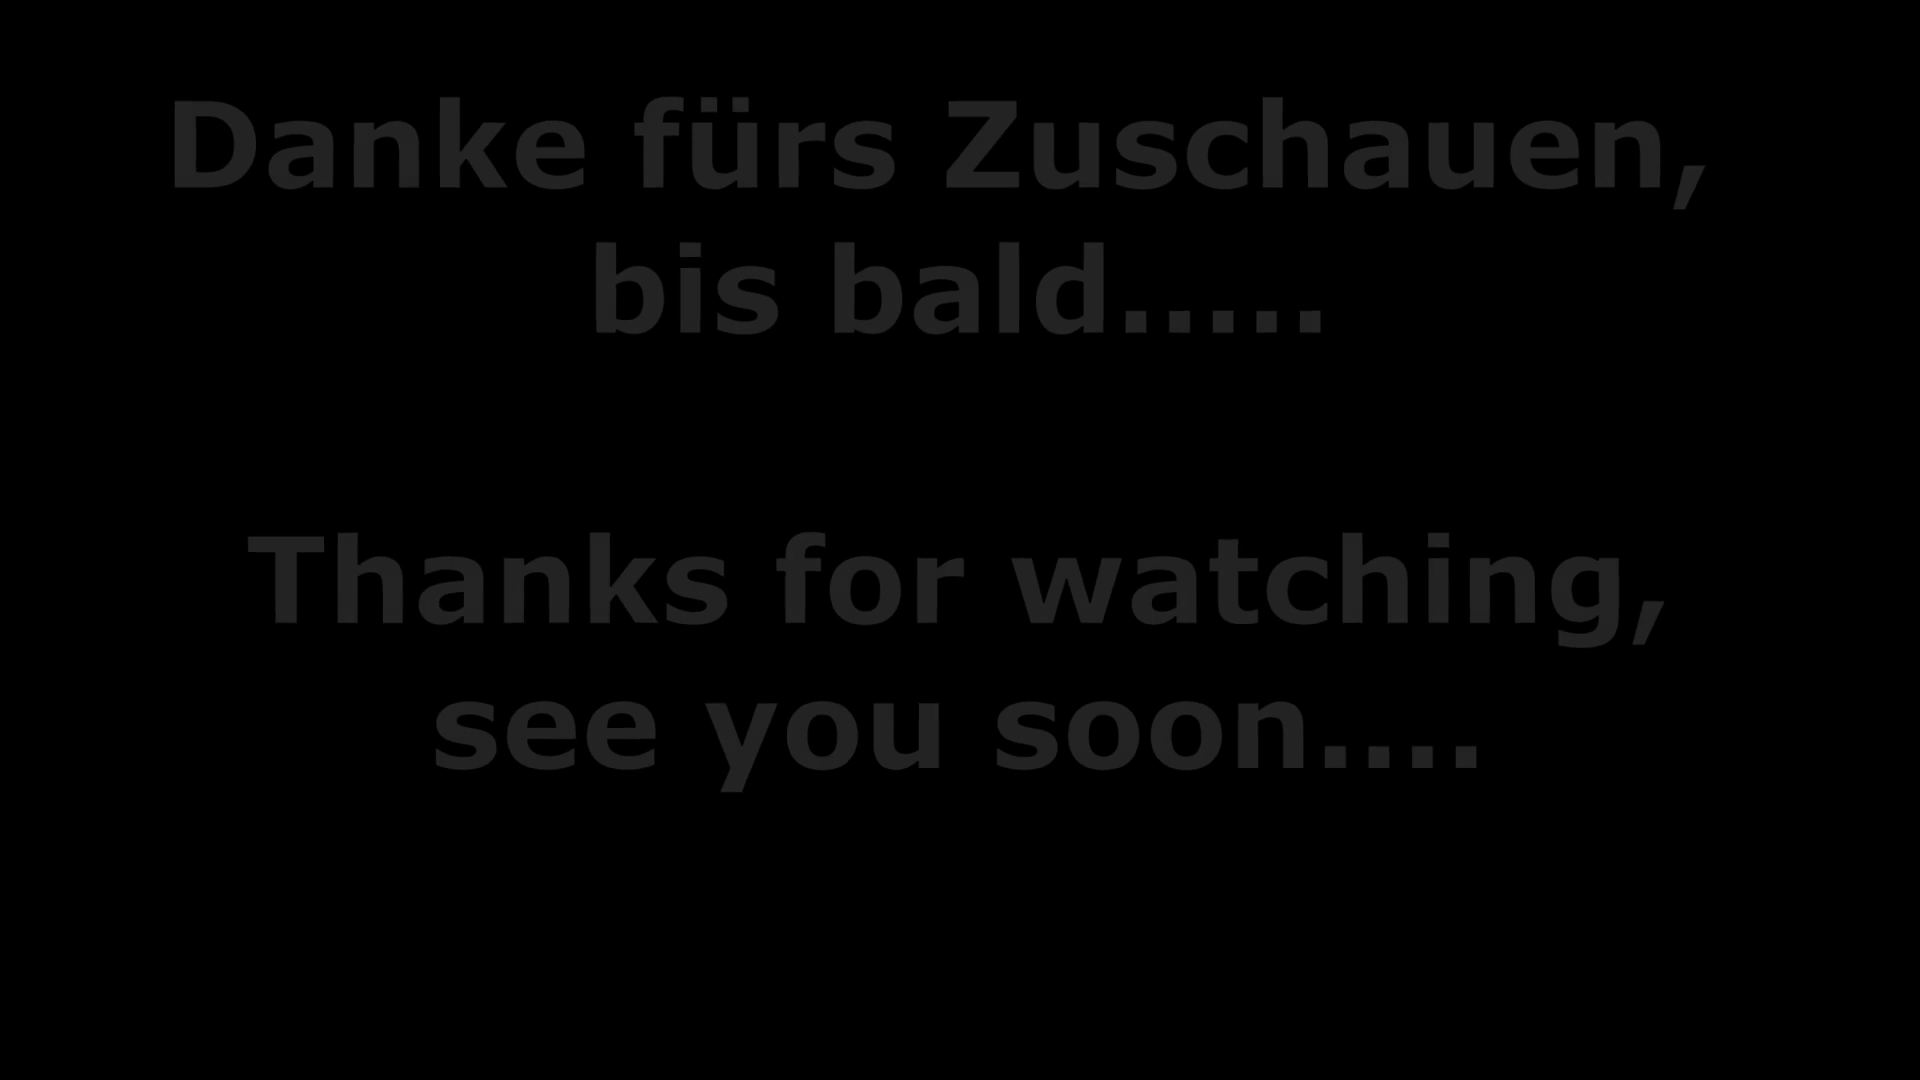 Danke fürs Zuschauen,
bis bald.....
Thanks for watching,
see you soon....